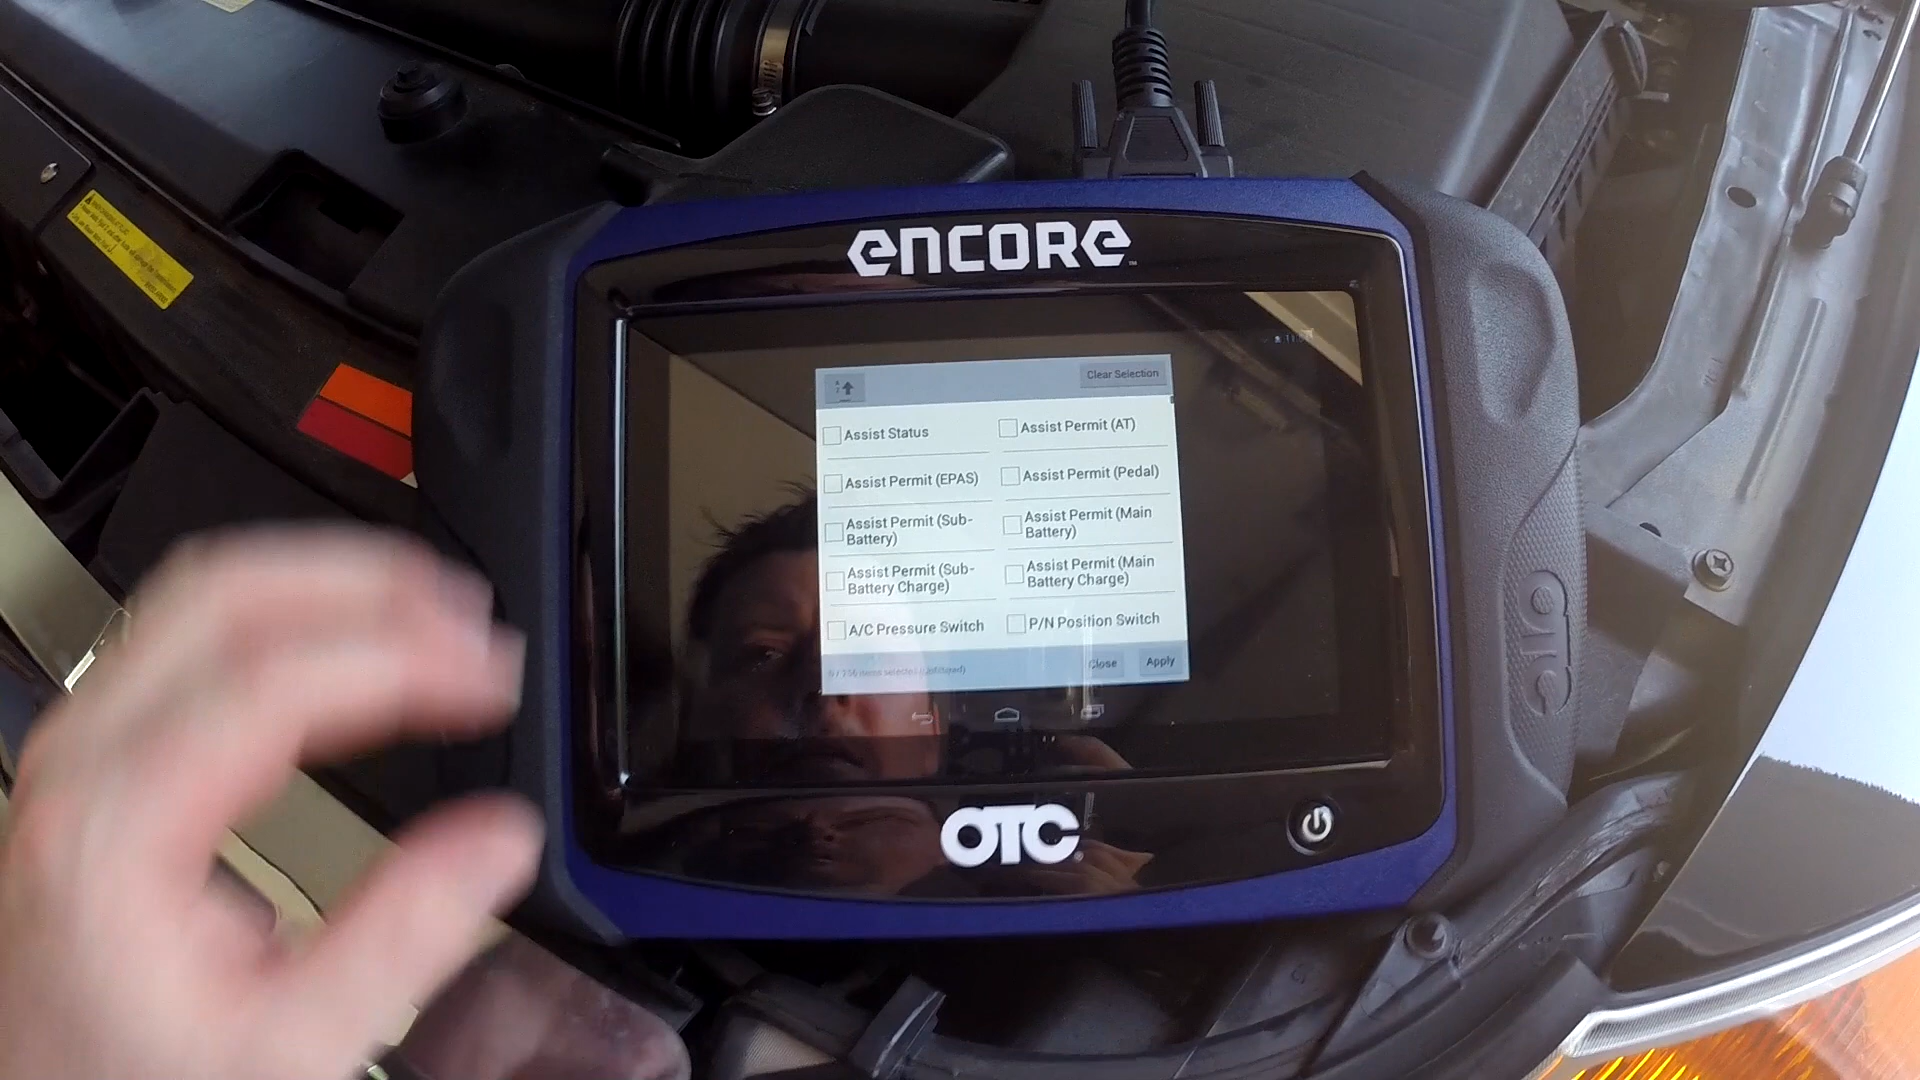 encore
Clear Selection
Assist Status
Assist Permit (AT)
Assist Permit (EPAS)
Assist Permit (Pedal)
Assist Permit (Sub-
Battery)
Assist Permit (Main
Battery)
Assist Permit (Sub-
Battery Charge)
Assist Permit (Main
Battery Charge)
A/C Pressure Switch
P/N Position Switch
items selected
Close
Apply
OTC
OTC